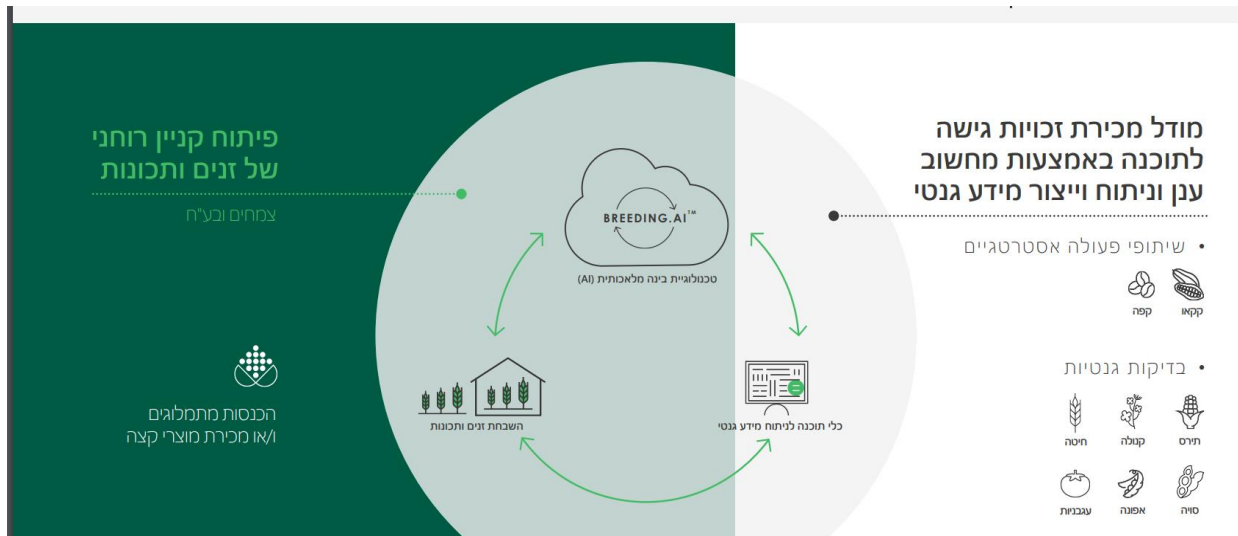 מודל מכירת זכויות גישה
לתוכנה באמצעות מחשוב
ענן וניתוח וייצור מידע גנטי
• שיתופי פעולה אסטרטגיים
קקאו
קפה
• בדיקות גנטיות
תירס
קנולה
חיטה
סויה
אפונה
עגבניות
BREEDING.AI™
טכנולוגיית בינה מלאכותית (AI)
כלי תוכנה לניתוח מידע גנטי
השבחת זנים ותכונות
פיתוח קניין רוחני
של זנים ותכונות
צמחים ובע"ח
הכנסות מתמלוגים
ו/או מכירת מוצרי קצה